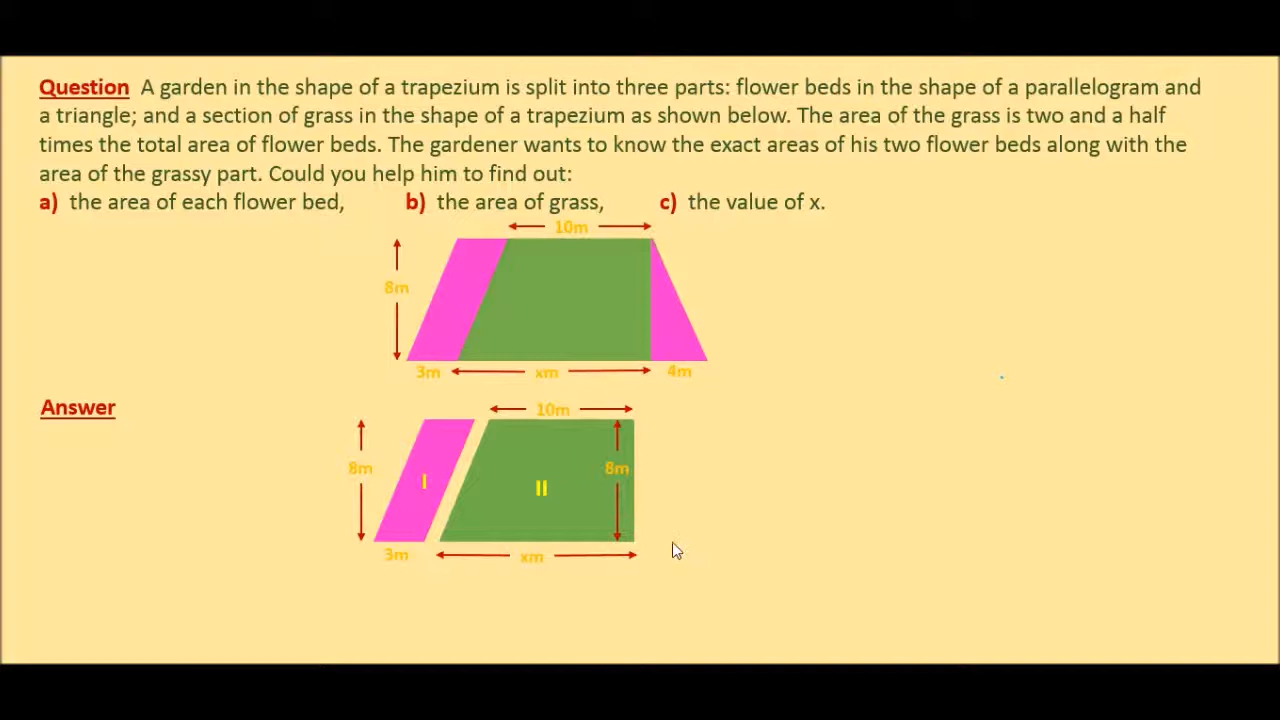 Question A garden in the shape of a trapezium is split into three parts: flower beds in the shape of a parallelogram and
a triangle; and a section of grass in the shape of a trapezium as shown below. The area of the grass is two and a half
times the total area of flower beds. The gardener wants to know the exact areas of his two flower beds along with the
area of the grassy part. Could you help him to find out:
a) the area of each flower bed, b) the area of grass, c) the value of x.
10m
8m
3m xm 4m
Answer
10m
8m I II 8m
3m xm